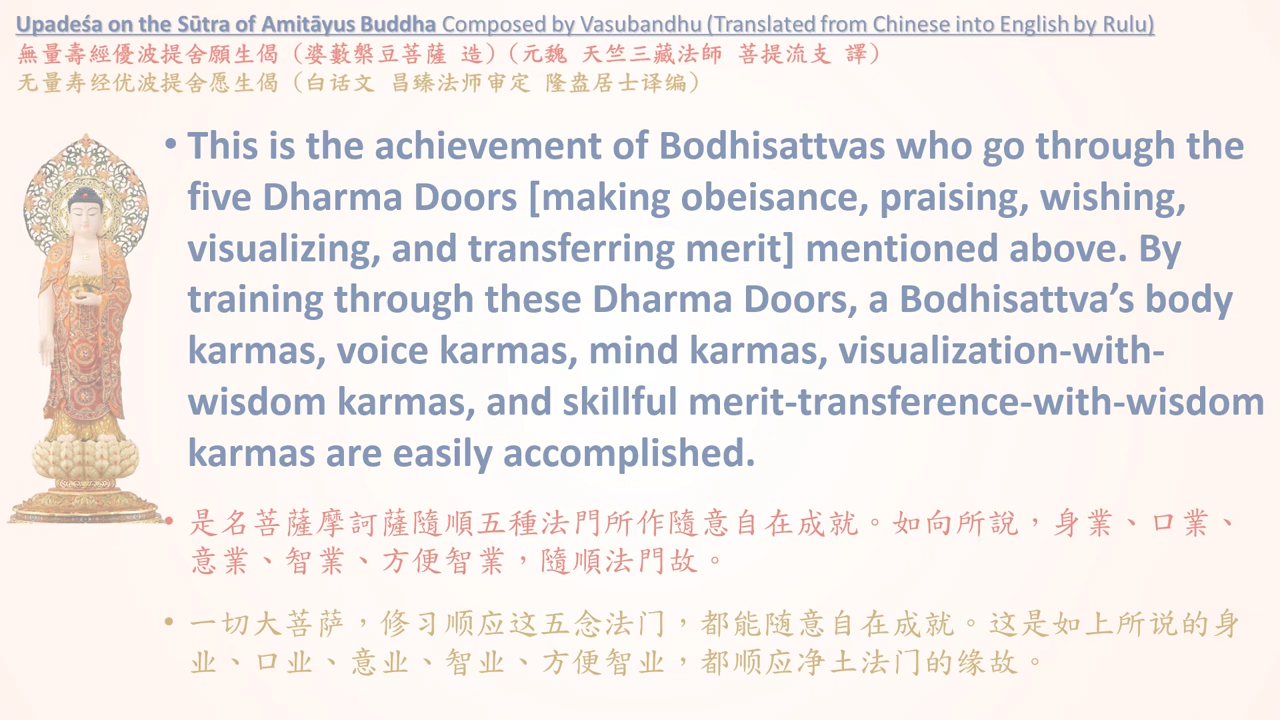 Upadeśa on the Sūtra of Amitāyus Buddha Composed by Vasubandhu (Translated from Chinese into English by Rulu)
無量壽經優波提舍願生偈（婆藪槃豆菩薩 造）（元魏 天竺三藏法師 菩提流支 譯）
无量寿经优波提舍愿生偈（白话文 昌臻法师审定 隆盎居士译编）
• This is the achievement of Bodhisattvas who go through the
five Dharma Doors [making obeisance, praising, wishing,
visualizing, and transferring merit] mentioned above. By
training through these Dharma Doors, a Bodhisattva’s body
karmas, voice karmas, mind karmas, visualization-with-
wisdom karmas, and skillful merit-transference-with-wisdom
karmas are easily accomplished.
• 是名菩薩摩訶薩隨順五種法門所作隨意自在成就。如向所說，身業、口業、
意業、智業、方便智業，隨順法門故。
• 一切大菩萨，修习顺应这五念法门，都能随意自在成就。这是如上所说的身
业、口业、意业、智业、方便智业，都顺应净土法门的缘故。